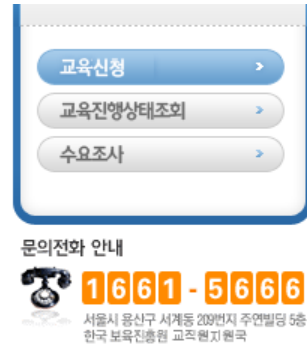 교육신청
교육진행상태조회
수요조사
문의전화 안내
1661-5666
서울시 용산구 서계동 209번지 주연빌딩 5층
한국 보육진흥원 교직원지원국